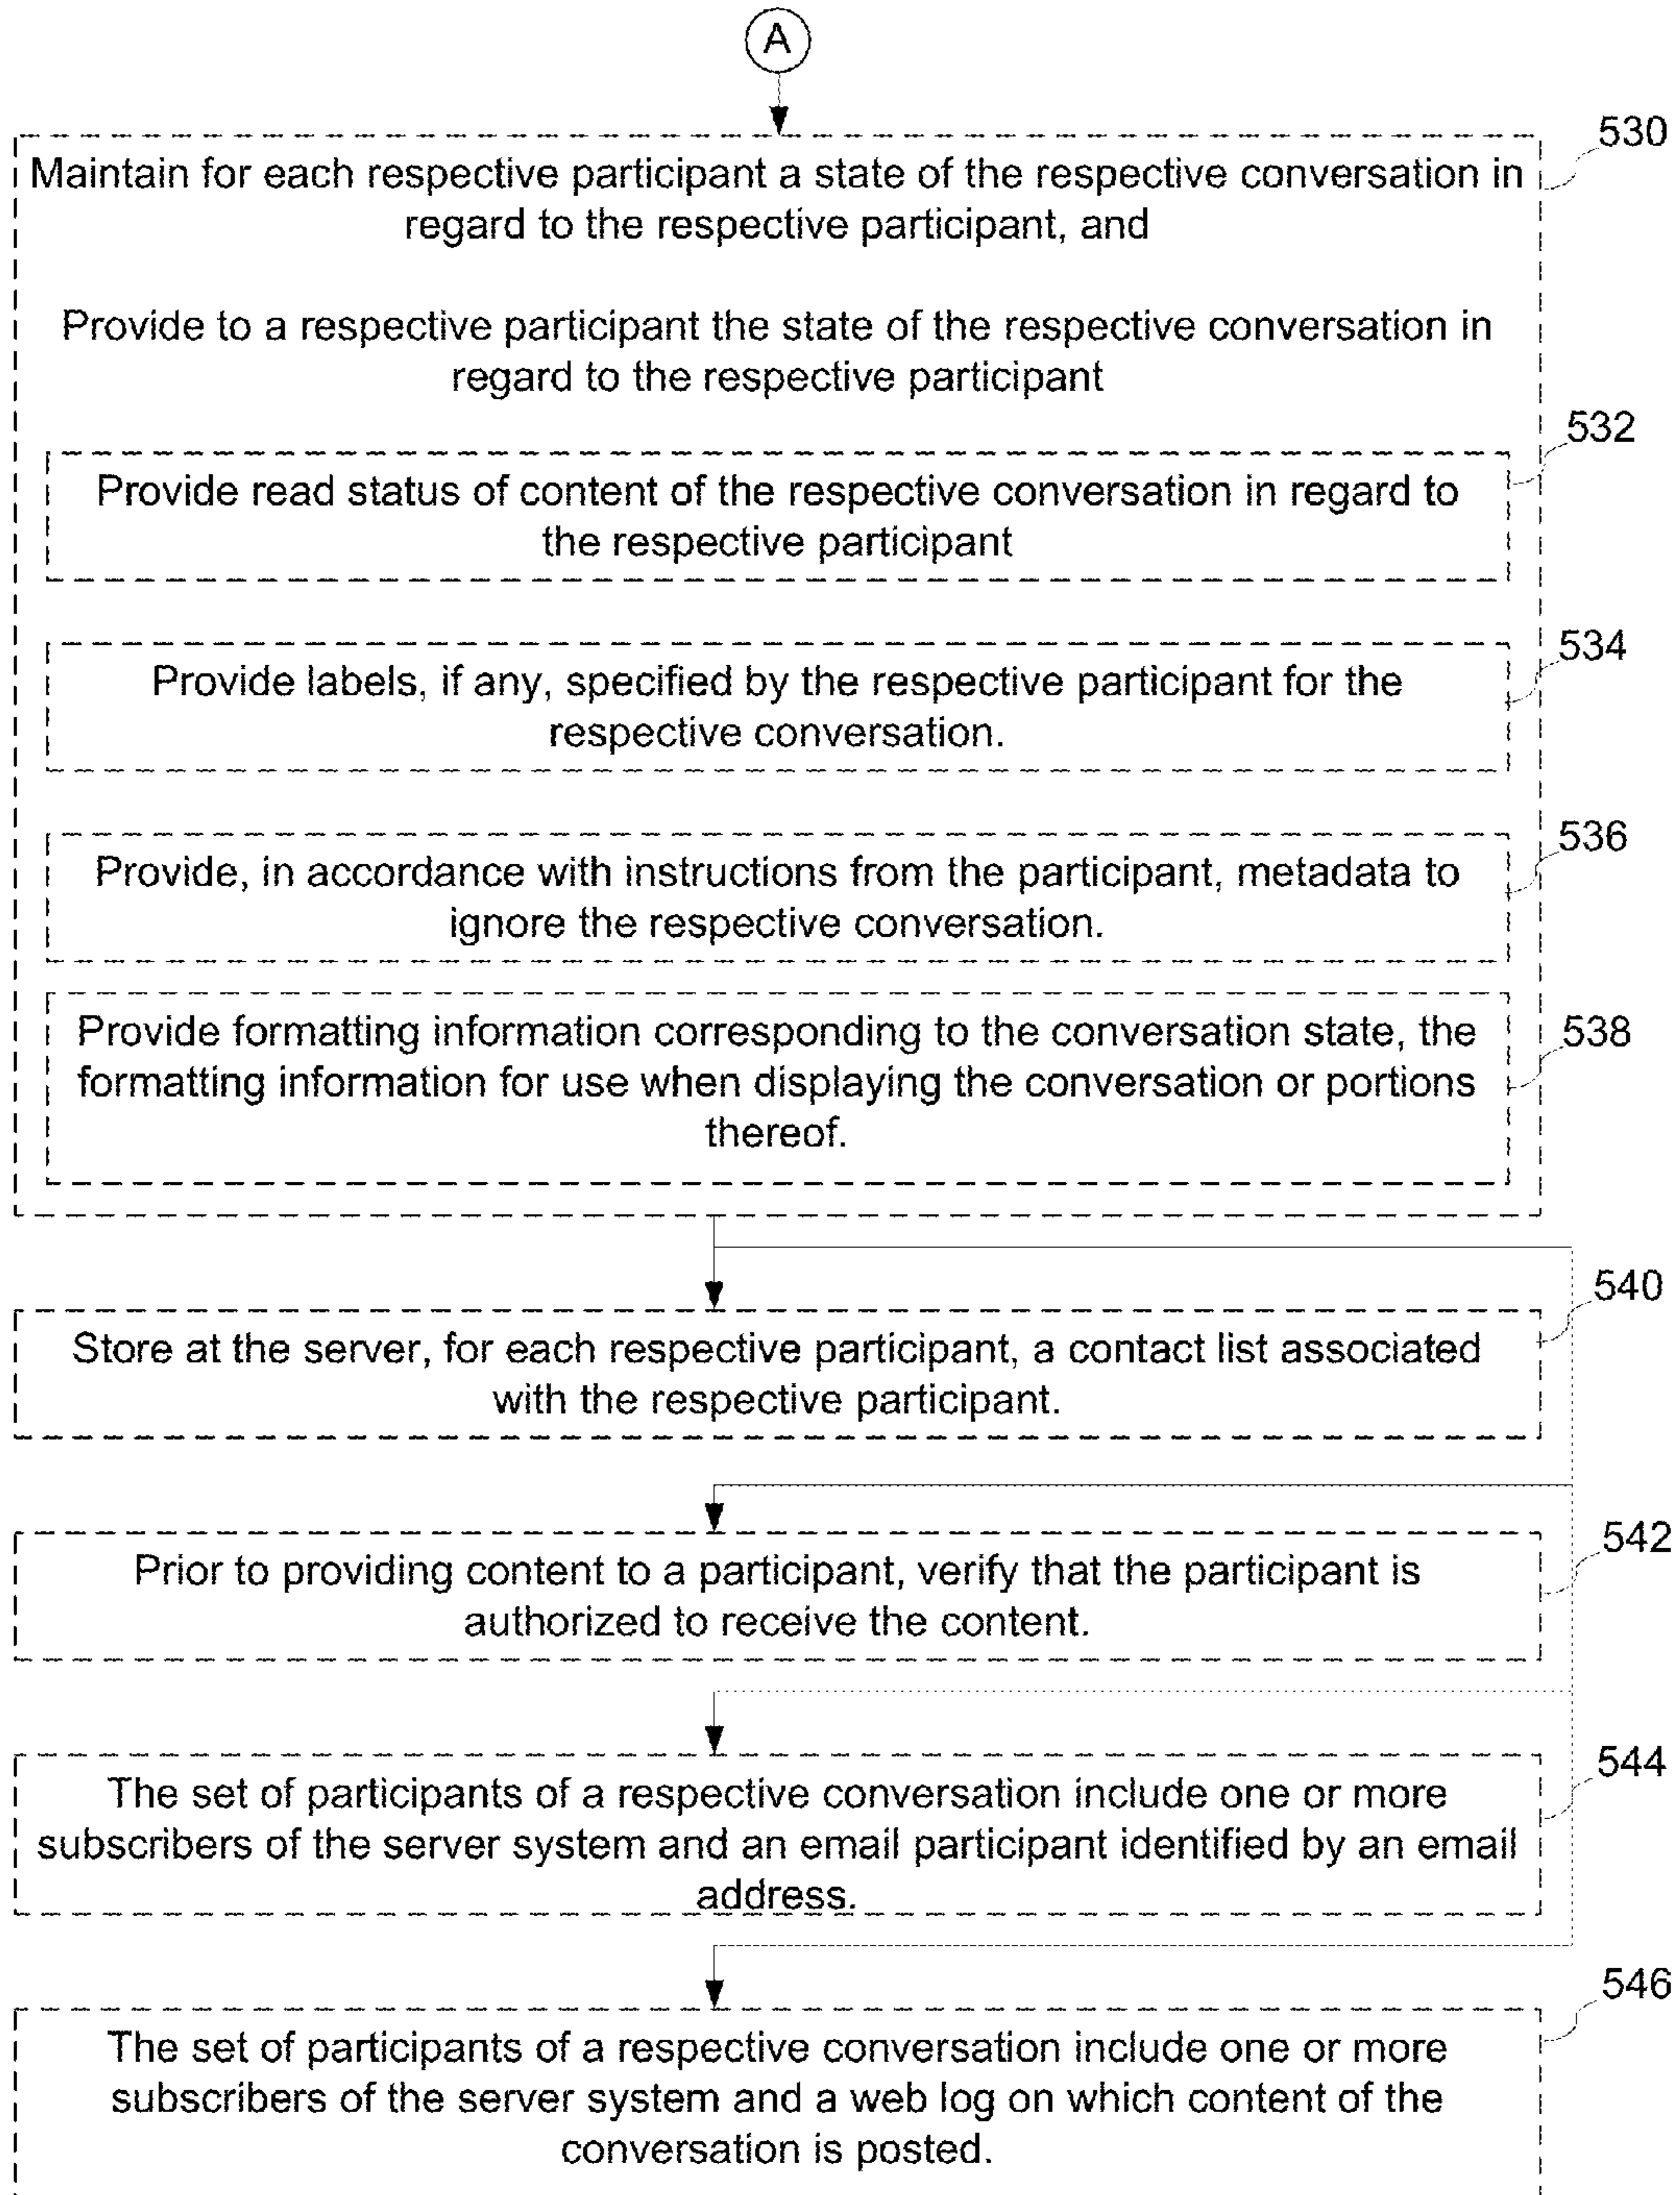 A
530
Maintain for each respective participant a state of the respective conversation in
regard to the respective participant, and
Provide to a respective participant the state of the respective conversation in
regard to the respective participant
532
Provide read status of content of the respective conversation in regard to
the respective participant
534
Provide labels, if any, specified by the respective participant for the
respective conversation.
536
Provide, in accordance with instructions from the participant, metadata to
ignore the respective conversation.
538
Provide formatting information corresponding to the conversation state, the
formatting information for use when displaying the conversation or portions
thereof.
540
Store at the server, for each respective participant, a contact list associated
with the respective participant.
542
Prior to providing content to a participant, verify that the participant is
authorized to receive the content.
544
The set of participants of a respective conversation include one or more
subscribers of the server system and an email participant identified by an email
address.
546
The set of participants of a respective conversation include one or more
subscribers of the server system and a web log on which content of the
conversation is posted.